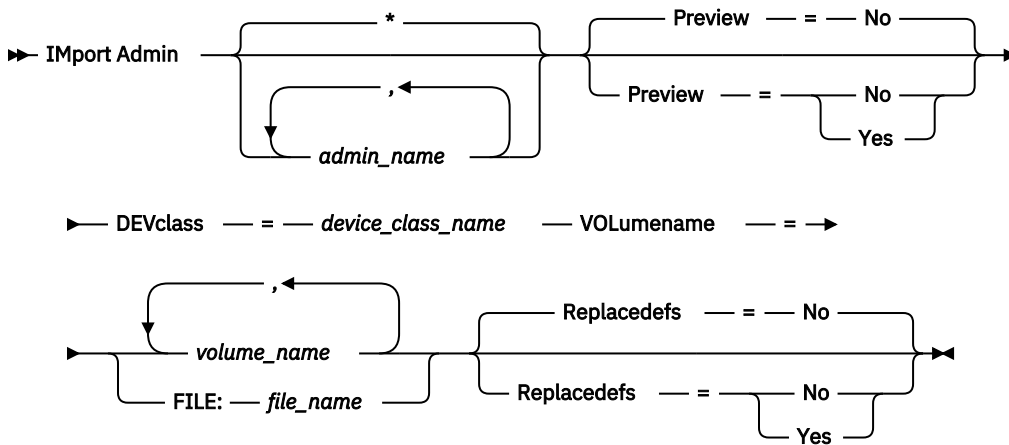 *
Preview = No
IMport Admin
Preview = No
Yes
,
admin_name
DEVclass = device_class_name VOLumename =
,
volume_name
FILE: file_name
Replacedefs = No
Replacedefs = No
Yes